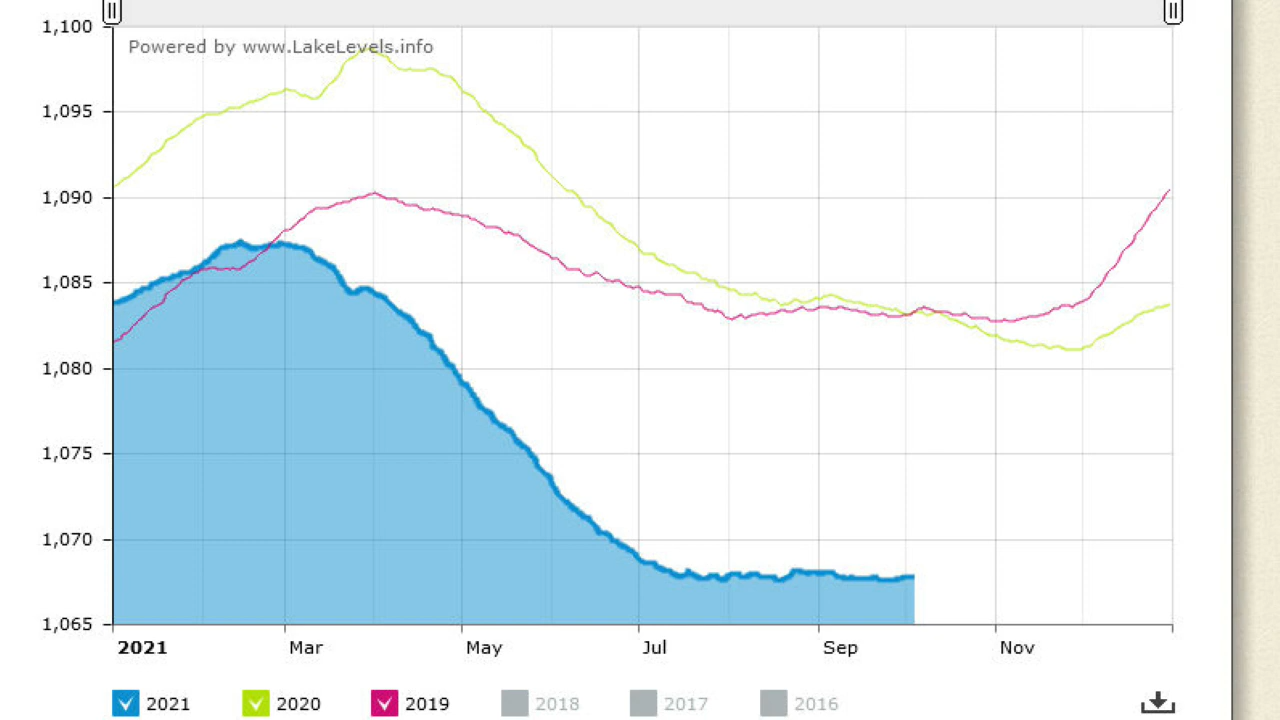 1,100
Powered by www.LakeLevels.info
1,095
1,090
1,085
1,080
1,075
1,070
1,065
2021 Mar May Jul Sep Nov
2021 2020 2019 2018 2017 2016